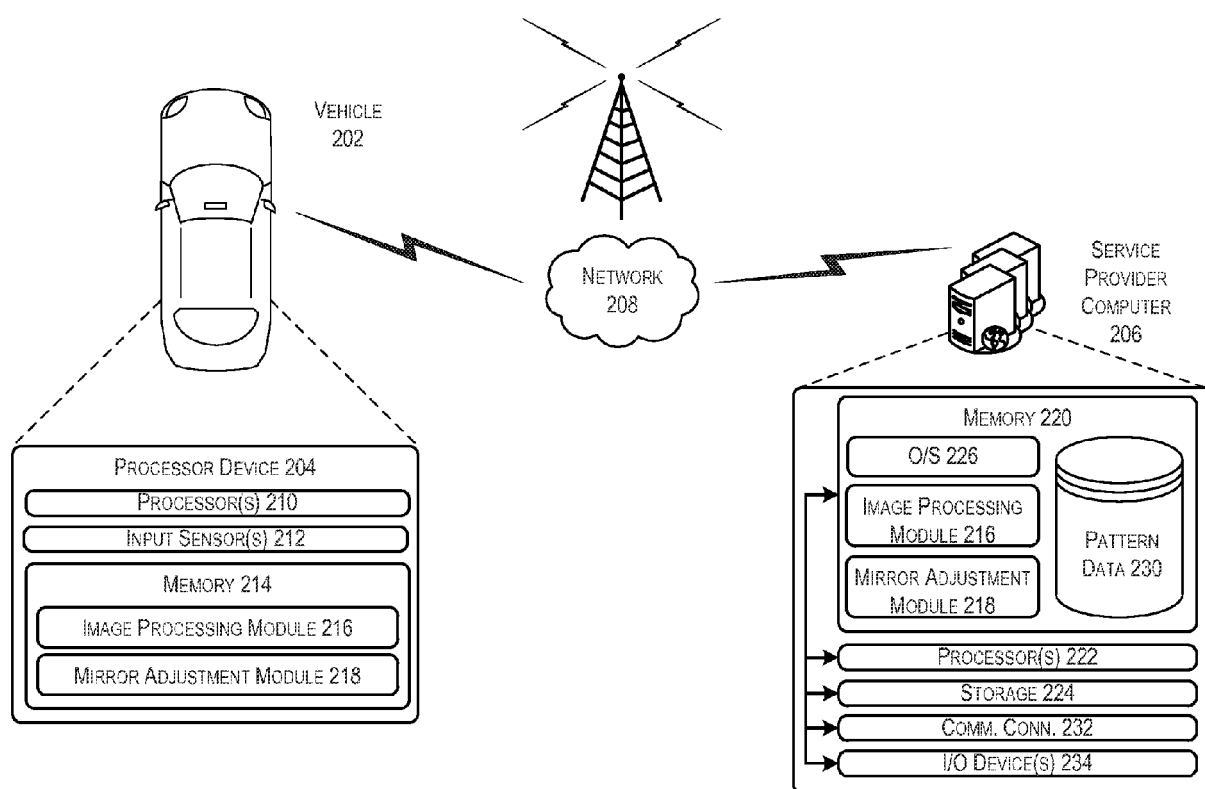 VEHICLE
202
NETWORK
208
SERVICE
PROVIDER
COMPUTER
206
PROCESSOR DEVICE 204
PROCESSOR(S) 210
INPUT SENSOR(S) 212
MEMORY 214
IMAGE PROCESSING MODULE 216
MIRROR ADJUSTMENT MODULE 218
MEMORY 220
O/S 226
IMAGE PROCESSING
MODULE 216
MIRROR ADJUSTMENT
MODULE 218
PATTERN
DATA 230
PROCESSOR(S) 222
STORAGE 224
COMM. CONN. 232
I/O DEVICE(S) 234